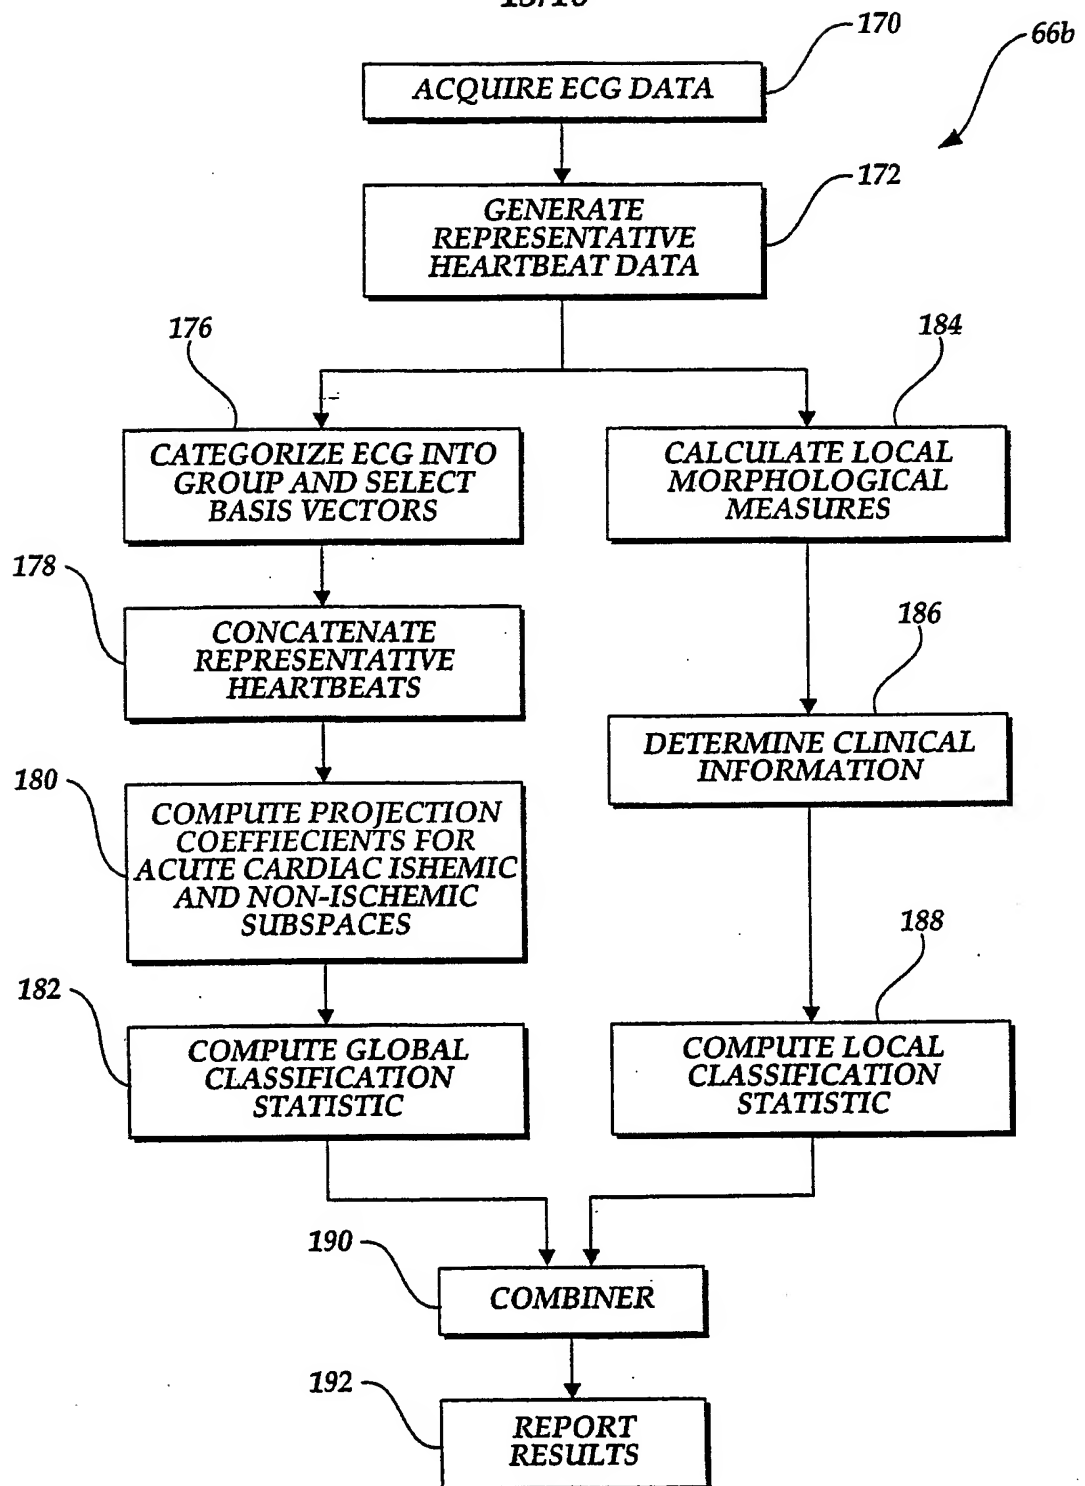 170
66b
ACQUIRE ECG DATA
172
GENERATE
REPRESENTATIVE
HEARTBEAT DATA
176
184
CATEGORIZE ECG INTO
GROUP AND SELECT
BASIS VECTORS
CALCULATE LOCAL
MORPHOLOGICAL
MEASURES
178
CONCATENATE
REPRESENTATIVE
HEARTBEATS
186
DETERMINE CLINICAL
INFORMATION
180
COMPUTE PROJECTION
COEFFIECIENTS FOR
ACUTE CARDIAC ISHEMIC
AND NON-ISCHEMIC
SUBSPACES
188
182
COMPUTE GLOBAL
CLASSIFICATION
STATISTIC
COMPUTE LOCAL
CLASSIFICATION
STATISTIC
190
COMBINER
192
REPORT
RESULTS